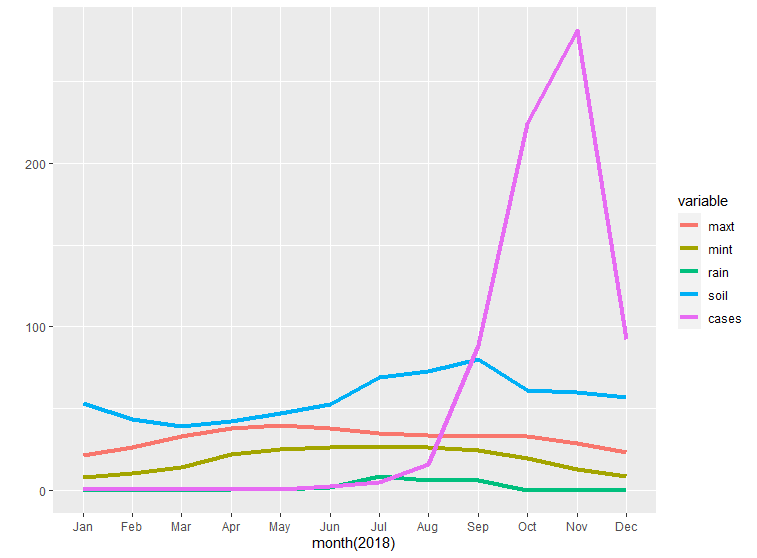 200
100
0
Jan Feb Mar Apr May Jun Jul Aug Sep Oct Nov Dec
month(2018)
variable
maxt
mint
rain
soil
cases